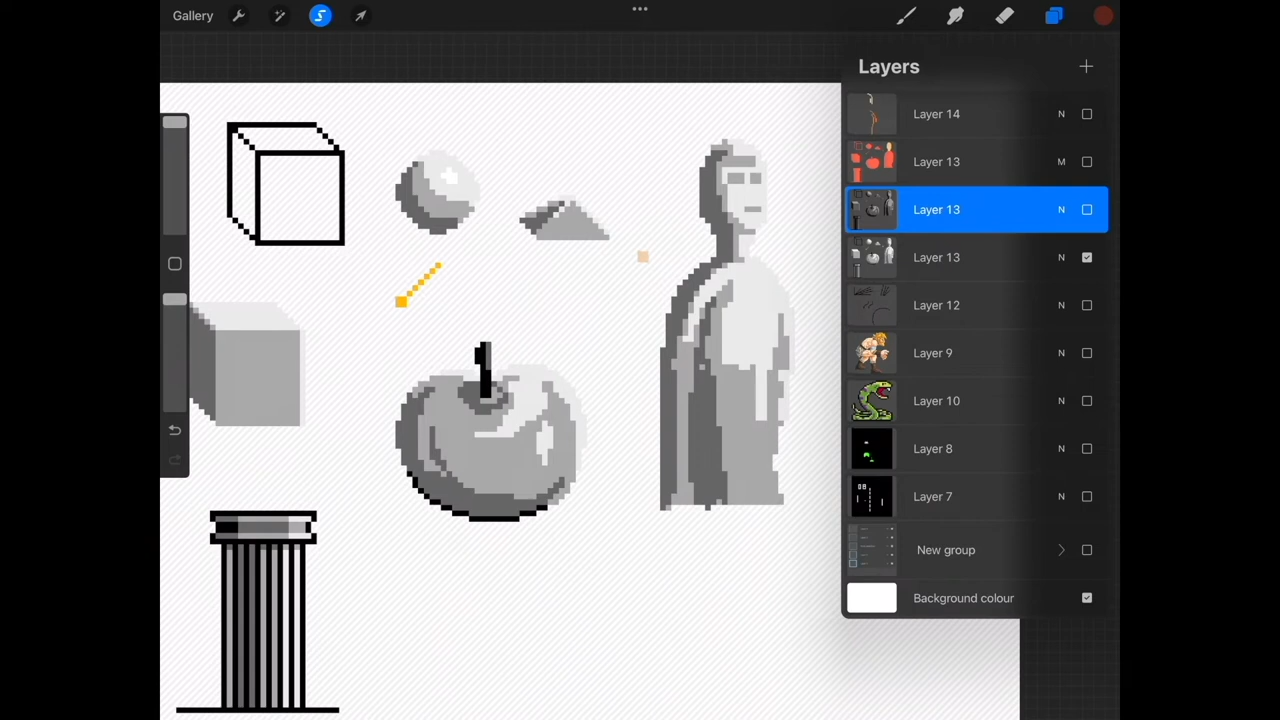 Gallery
Layers
Layer 14 N
Layer 13 M
Layer 13 N
Layer 13 N
Layer 12 N
Layer 9 N
Layer 10 N
Layer 8 N
Layer 7 N
New group
Background colour